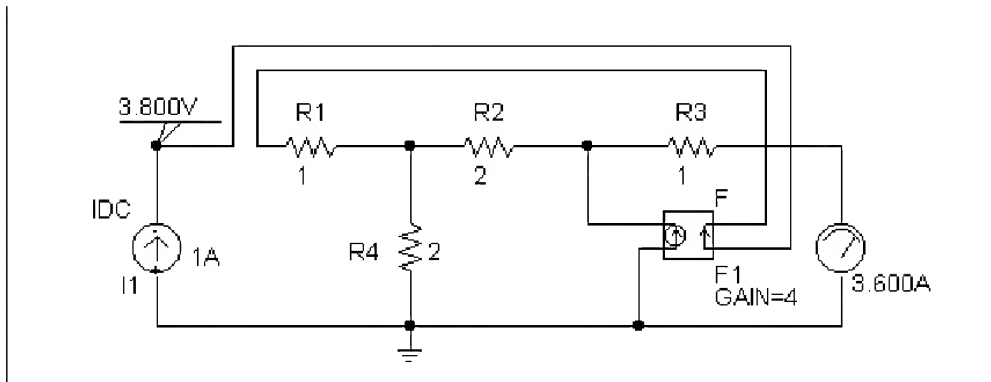 3.800V
R1
R2
R3
1
2
1
IDC
F
1A
R4
2
I1
F1
GAIN=4
3.600A